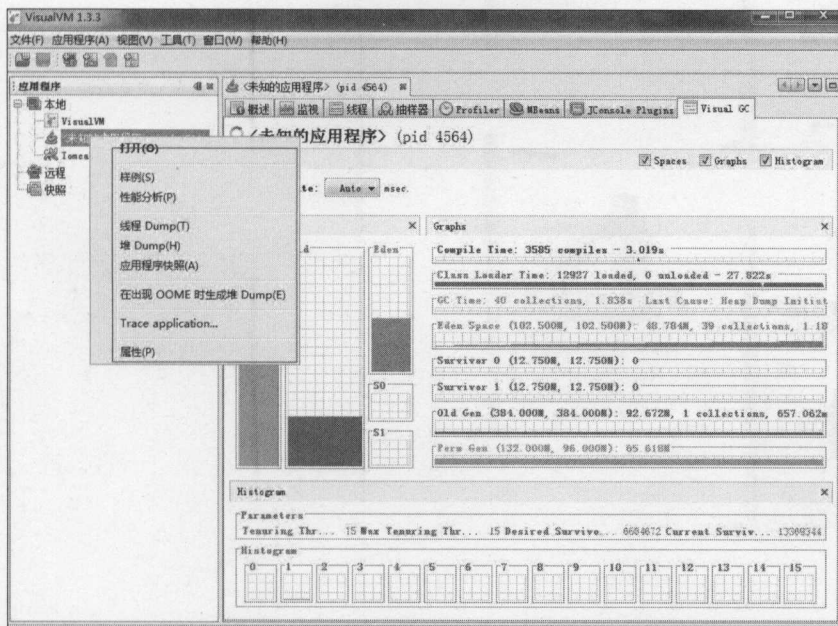 VisualVM 1.3.3
文件(F) 应用程序(A) 视图(V) 工具(T) 窗口(W) 帮助(H)
应用程序
本地
VisualVM
Tomca
远程
快照
打开(O)
样例(S)
性能分析(P)
线程 Dump(T)
堆 Dump(H)
应用程序快照(A)
在出现 OOME 时生成堆 Dump(E)
Trace application...
属性(P)
<未知的应用程序> (pid 4564)
概述 监视 线程 抽样器 Profiler MBeans JConsole Plugins Visual GC
<未知的应用程序> (pid 4564)
Spaces Graphs Histogram
te: Auto msec.
d
Eden
S0
S1
Graphs
Compile Time: 3585 compiles - 3.019s
Class Loader Time: 12927 loaded, 0 unloaded - 27.822s
GC Time: 40 collections, 1.838s Last Cause: Heap Dump Initiat
Eden Space (102.500M, 102.500M): 48.784M, 39 collections, 1.18
Survivor 0 (12.750M, 12.750M): 0
Survivor 1 (12.750M, 12.750M): 0
Old Gen (384.000M, 384.000M): 92.672M, 1 collections, 657.062m
Perm Gen (132.000M, 96.000M): 65.618M
Histogram
Parameters
Tenuring Thr... 15 Max Tenuring Thr... 15 Desired Survive... 6684672 Current Surviv... 13369344
Histogram
0 1 2 3 4 5 6 7 8 9 10 11 12 13 14 15